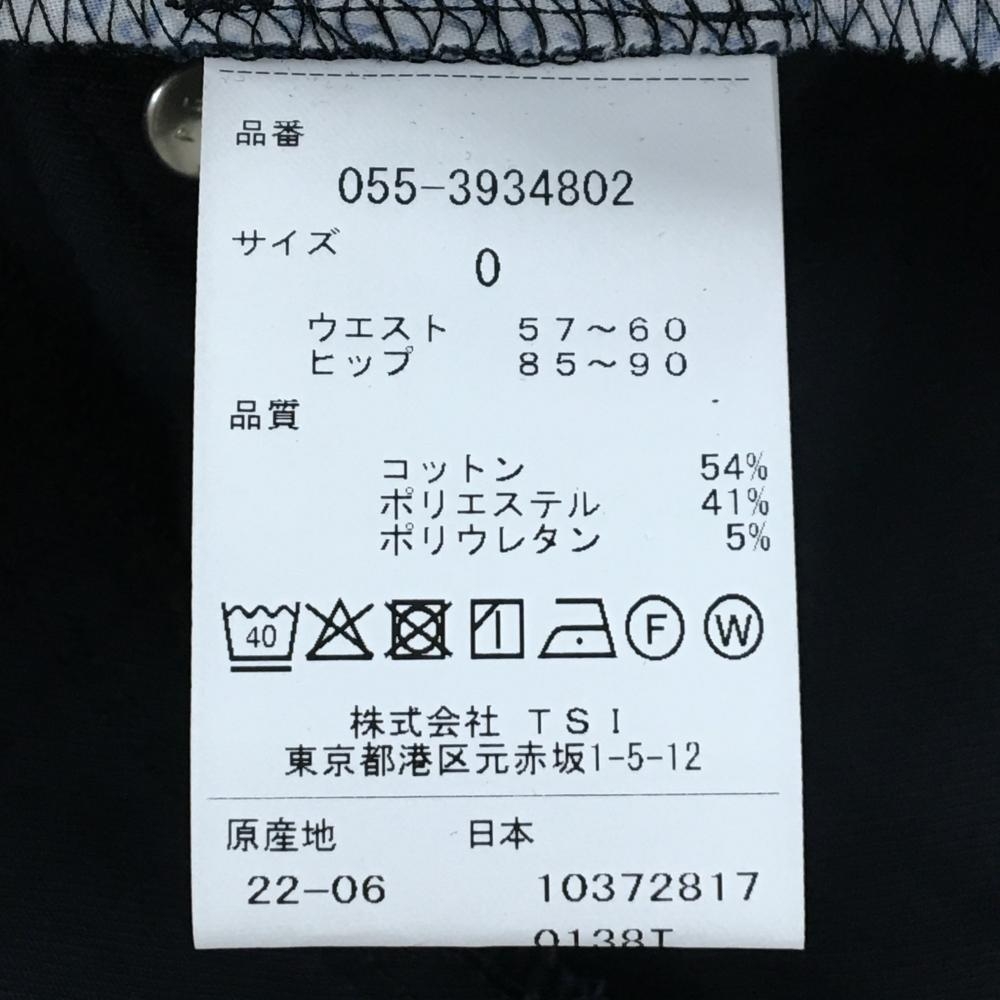 品番
055-3934802
サイズ
0
ウエスト 57～60
ヒップ 85～90
品質
コットン 54%
ポリエステル 41%
ポリウレタン 5%
40 F W
株式会社 TSI
東京都港区元赤坂1-5-12
原産地 日本
22-06 10372817
0138T